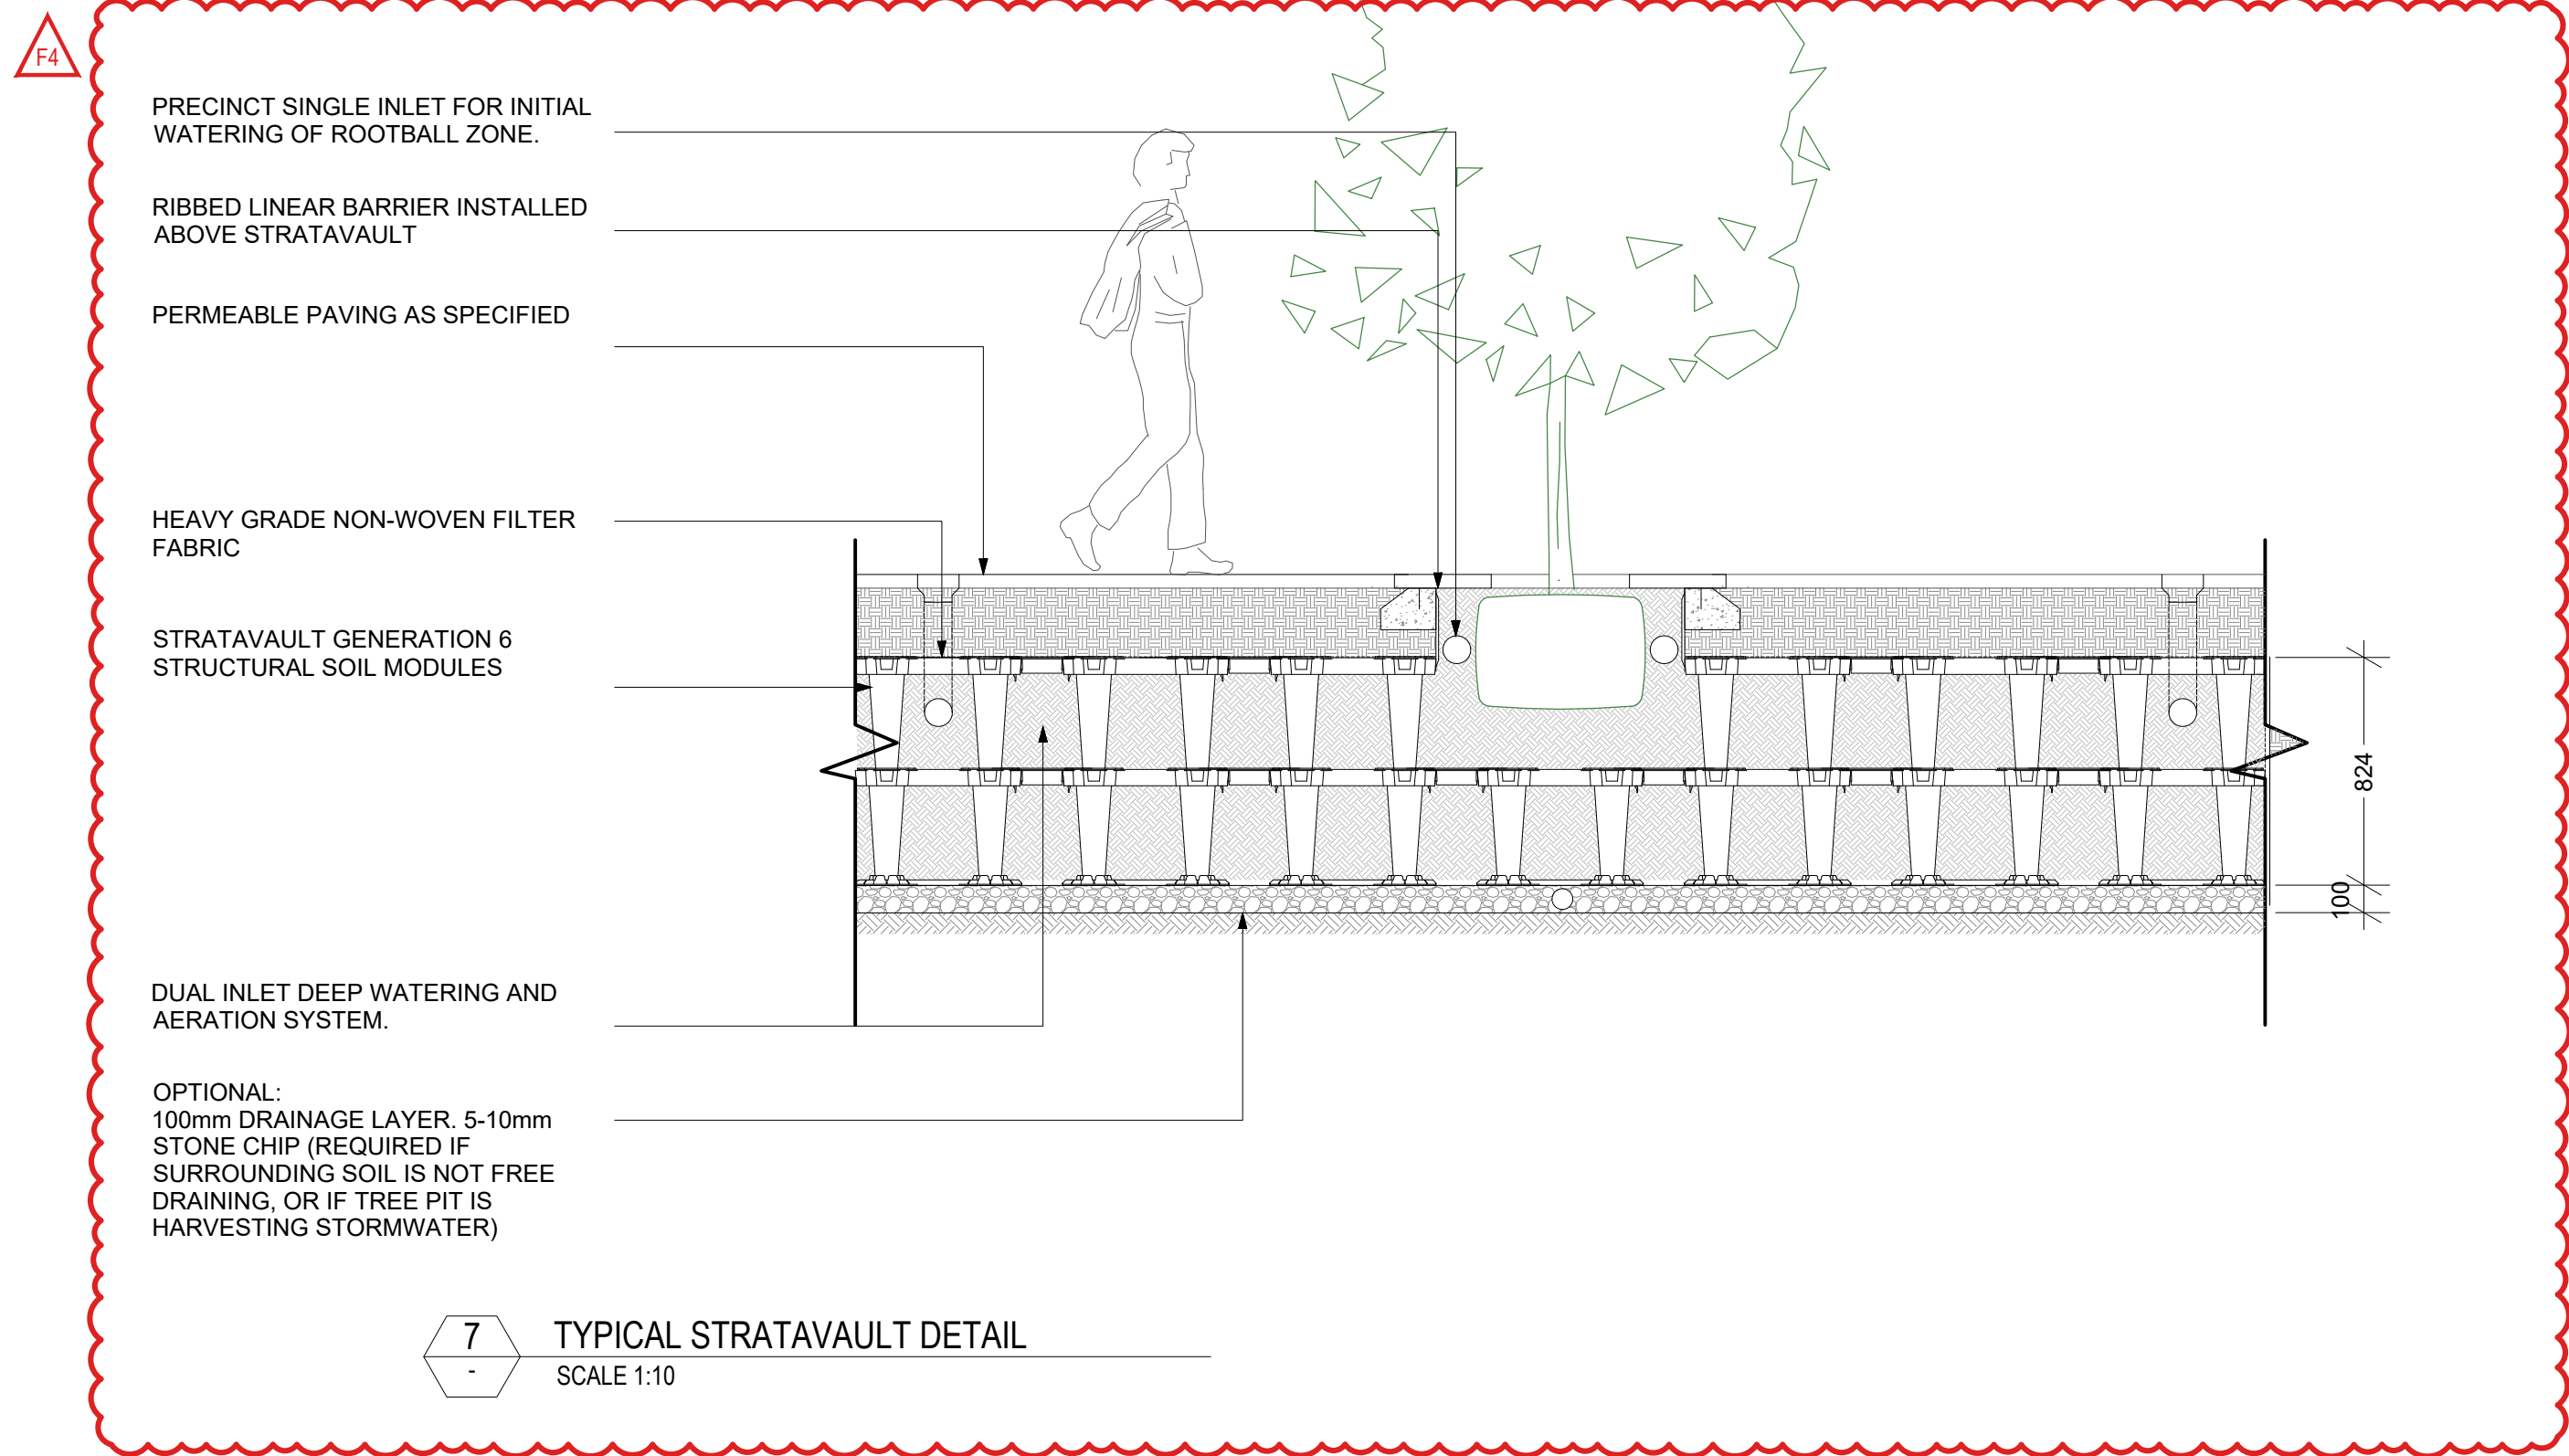 F4
PRECINCT SINGLE INLET FOR INITIAL
WATERING OF ROOTBALL ZONE.
RIBBED LINEAR BARRIER INSTALLED
ABOVE STRATAVAULT
PERMEABLE PAVING AS SPECIFIED
HEAVY GRADE NON-WOVEN FILTER
FABRIC
STRATAVAULT GENERATION 6
STRUCTURAL SOIL MODULES
824
100
DUAL INLET DEEP WATERING AND
AERATION SYSTEM.
OPTIONAL:
100mm DRAINAGE LAYER. 5-10mm
STONE CHIP (REQUIRED IF
SURROUNDING SOIL IS NOT FREE
DRAINING, OR IF TREE PIT IS
HARVESTING STORMWATER)
7
-
TYPICAL STRATAVAULT DETAIL
SCALE 1:10